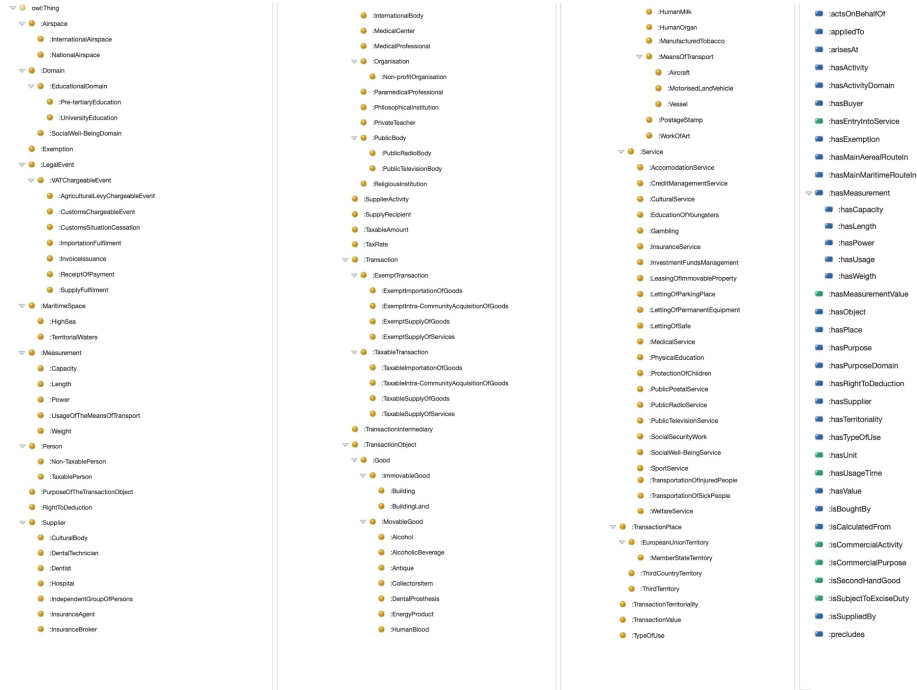 owl:Thing
:Airspace
:InternationalAirspace
:NationalAirspace
:Domain
:EducationalDomain
:Pre-tertiaryEducation
:UniversityEducation
:SocialWell-BeingDomain
:Exemption
:LegalEvent
:VATChargeableEvent
:AgriculturalLevyChargeableEvent
:CustomsChargeableEvent
:CustomsSituationCessation
:ImportationFulfilment
:InvoiceIssuance
:ReceiptOfPayment
:SupplyFulfilment
:MaritimeSpace
:HighSea
:TerritorialWaters
:Measurement
:Capacity
:Length
:Power
:UsageOfTheMeansOfTransport
:Weight
:Person
:Non-TaxablePerson
:TaxablePerson
:PurposeOfTheTransactionObject
:RightToDeduction
:Supplier
:CulturalBody
:DentalTechnician
:Dentist
:Hospital
:IndependentGroupOfPersons
:InsuranceAgent
:InsuranceBroker
:InternationalBody
:MedicalCenter
:MedicalProfessional
:Organisation
:Non-profitOrganisation
:ParamedicalProfessional
:PhilosophicalInstitution
:PrivateTeacher
:PublicBody
:PublicRadioBody
:PublicTelevisionBody
:ReligiousInstitution
:SupplierActivity
:SupplyRecipient
:TaxableAmount
:TaxRate
:Transaction
:ExemptTransaction
:ExemptImportationOfGoods
:ExemptIntra-CommunityAcquisitionOfGoods
:ExemptSupplyOfGoods
:ExemptSupplyOfServices
:TaxableTransaction
:TaxableImportationOfGoods
:TaxableIntra-CommunityAcquisitionOfGoods
:TaxableSupplyOfGoods
:TaxableSupplyOfServices
:TransactionIntermediary
:TransactionObject
:Good
:ImmovableGood
:Building
:BuildingLand
:MovableGood
:Alcohol
:AlcoholicBeverage
:Antique
:CollectorsItem
:DentalProsthesis
:EnergyProduct
:HumanBlood
:HumanMilk
:HumanOrgan
:ManufacturedTobacco
:MeansOfTransport
:Aircraft
:MotorisedLandVehicle
:Vessel
:PostageStamp
:WorkOfArt
:Service
:AccomodationService
:CreditManagementService
:CulturalService
:EducationOfYoungsters
:Gambling
:InsuranceService
:InvestmentFundsManagement
:LeasingOfImmovableProperty
:LettingOfParkingPlace
:LettingOfPermanentEquipment
:LettingOfSafe
:MedicalService
:PhysicalEducation
:ProtectionOfChildren
:PublicPostalService
:PublicRadioService
:PublicTelevisionService
:SocialSecurityWork
:SocialWell-BeingService
:SportService
:TransportationOfInjuredPeople
:TransportationOfSickPeople
:WelfareService
:TransactionPlace
:EuropeanUnionTerritory
:MemberStateTerritory
:ThirdCountryTerritory
:ThirdTerritory
:TransactionTerritoriality
:TransactionValue
:TypeOfUse
:actsOnBehalfOf
:appliedTo
:arisesAt
:hasActivity
:hasActivityDomain
:hasBuyer
:hasEntryIntoService
:hasExemption
:hasMainAerealRouteIn
:hasMainMaritimeRouteIn
:hasMeasurement
:hasCapacity
:hasLength
:hasPower
:hasUsage
:hasWeigth
:hasMeasurementValue
:hasObject
:hasPlace
:hasPurpose
:hasPurposeDomain
:hasRightToDeduction
:hasSupplier
:hasTerritoriality
:hasTypeOfUse
:hasUnit
:hasUsageTime
:hasValue
:isBoughtBy
:isCalculatedFrom
:isCommercialActivity
:isCommercialPurpose
:isSecondHandGood
:isSubjectToExciseDuty
:isSuppliedBy
:precludes